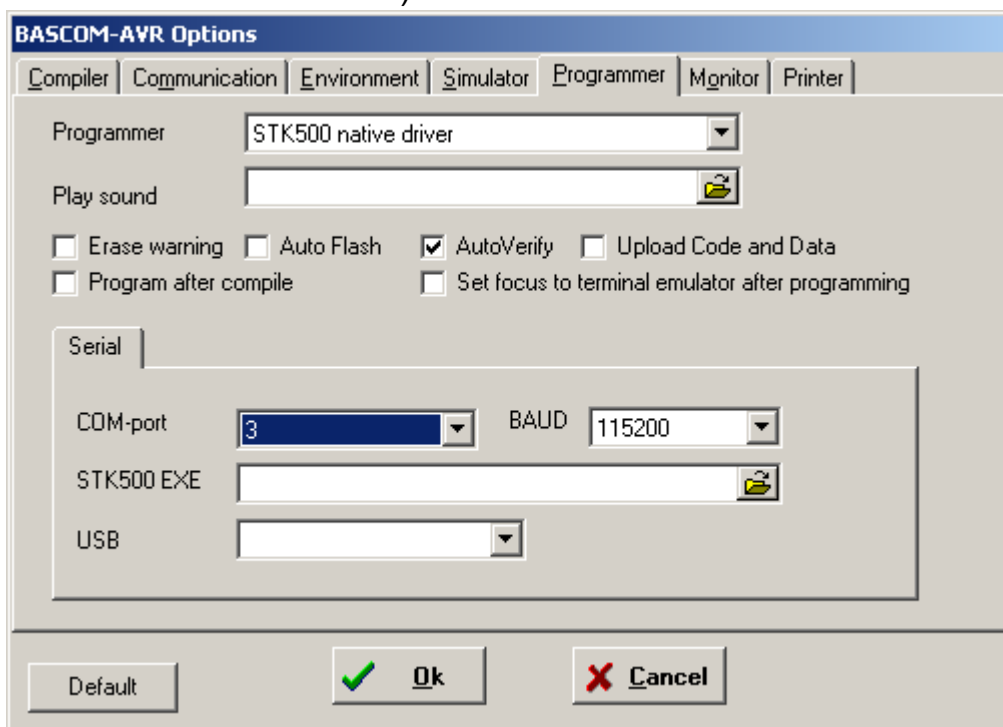 )
BASCOM-AVR Options
Compiler Communication Environment Simulator Programmer Monitor Printer
Programmer STK500 native driver
Play sound
Erase warning Auto Flash AutoVerify Upload Code and Data
Program after compile Set focus to terminal emulator after programming
Serial
COM-port 3 BAUD 115200
STK500 EXE
USB
Default Ok Cancel